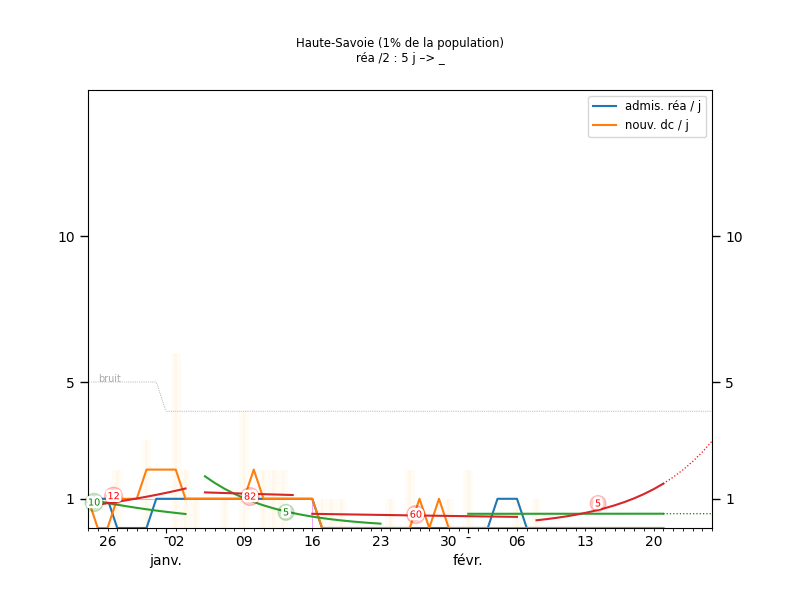 Haute-Savoie (1% de la population)
réa /2 : 5 j –> _
admis. réa / j
nouv. dc / j
10 10
bruit
5 5
10 12 82 5 60 5
1 1
26 02 09 16 23 30 06 13 20
janv. févr.